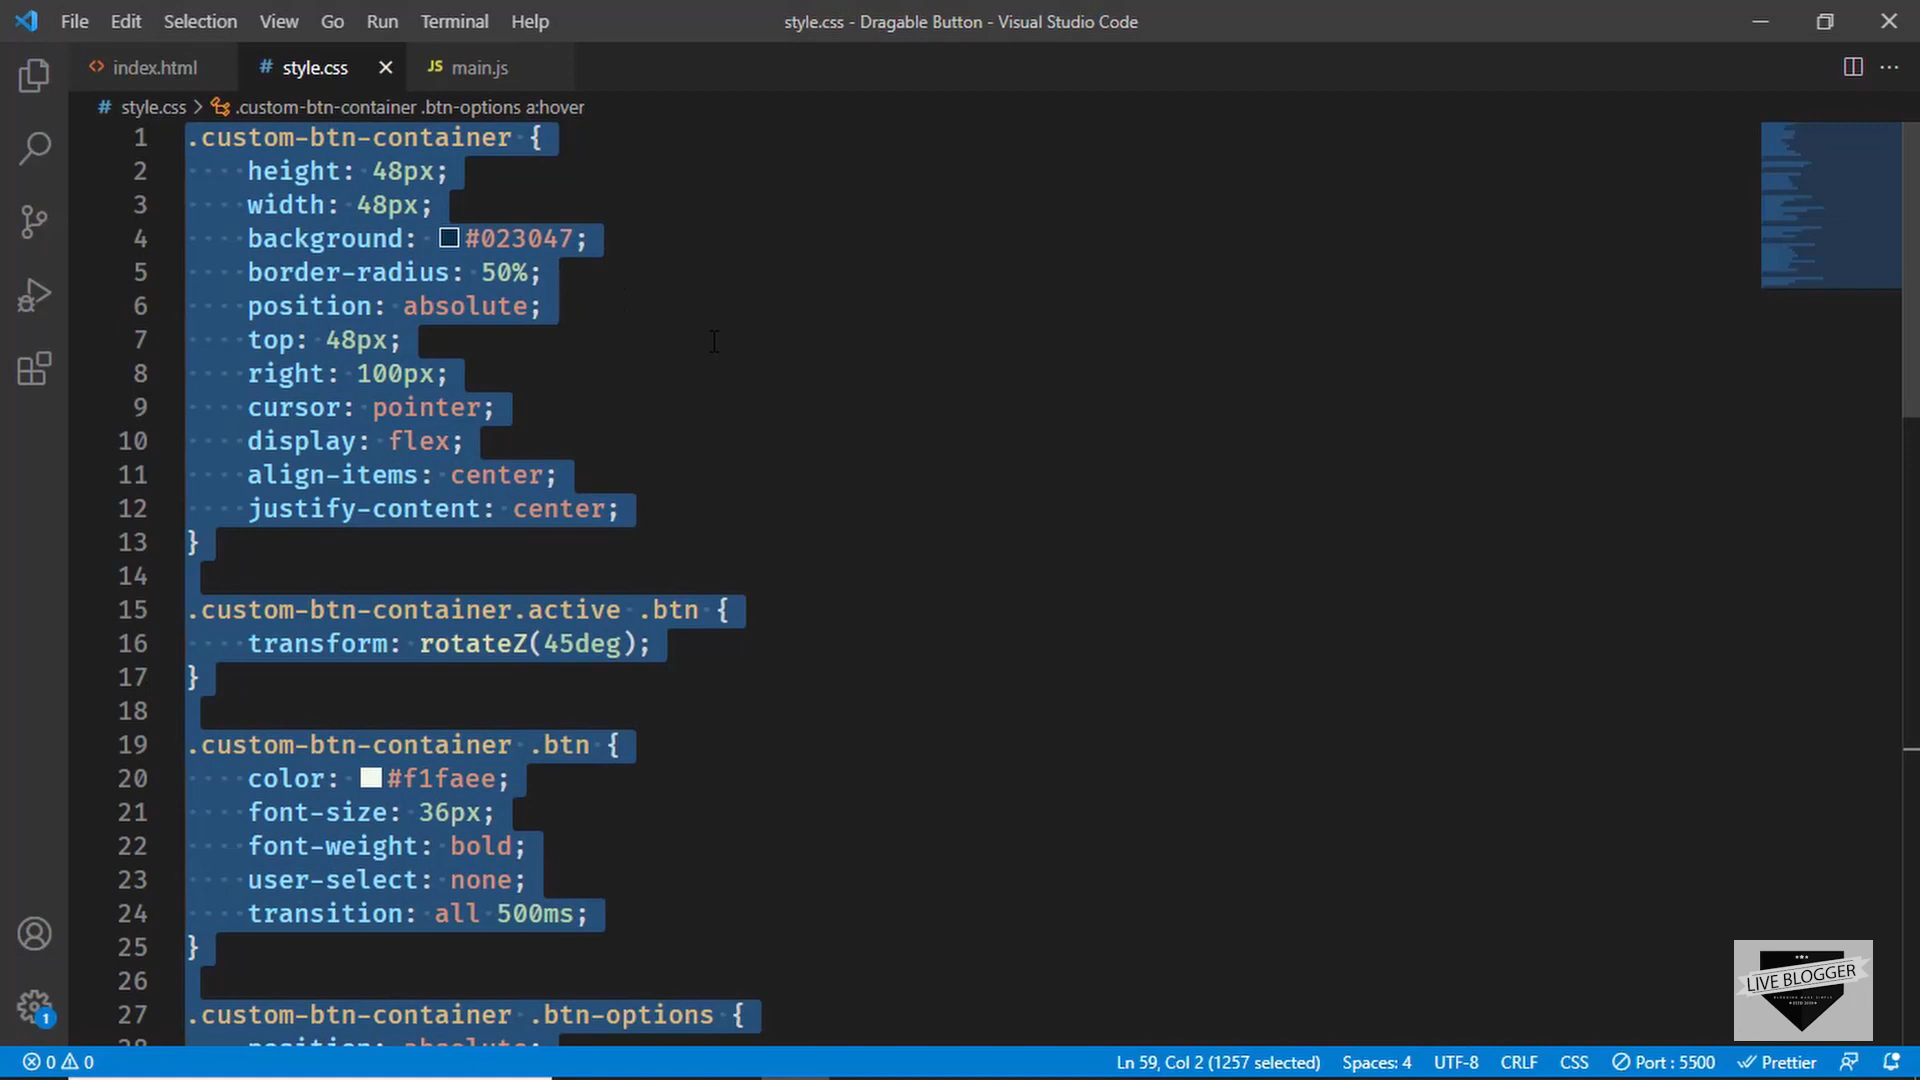 File Edit Selection View Go Run Terminal Help
style.css - Dragable Button - Visual Studio Code
index.html
# style.css
JS main.js
# style.css > .custom-btn-container .btn-options a:hover
1 .custom-btn-container {
2 height: 48px;
3 width: 48px;
4 background: #023047;
5 border-radius: 50%;
6 position: absolute;
7 top: 48px;
8 right: 100px;
9 cursor: pointer;
10 display: flex;
11 align-items: center;
12 justify-content: center;
13 }
14
15 .custom-btn-container.active .btn {
16 transform: rotateZ(45deg);
17 }
18
19 .custom-btn-container .btn {
20 color: #f1faee;
21 font-size: 36px;
22 font-weight: bold;
23 user-select: none;
24 transition: all 500ms;
25 }
26
27 .custom-btn-container .btn-options {
28 position: absolute;
1
LIVE BLOGGER
0 0
Ln 59, Col 2 (1257 selected) Spaces: 4 UTF-8 CRLF CSS Port : 5500 Prettier